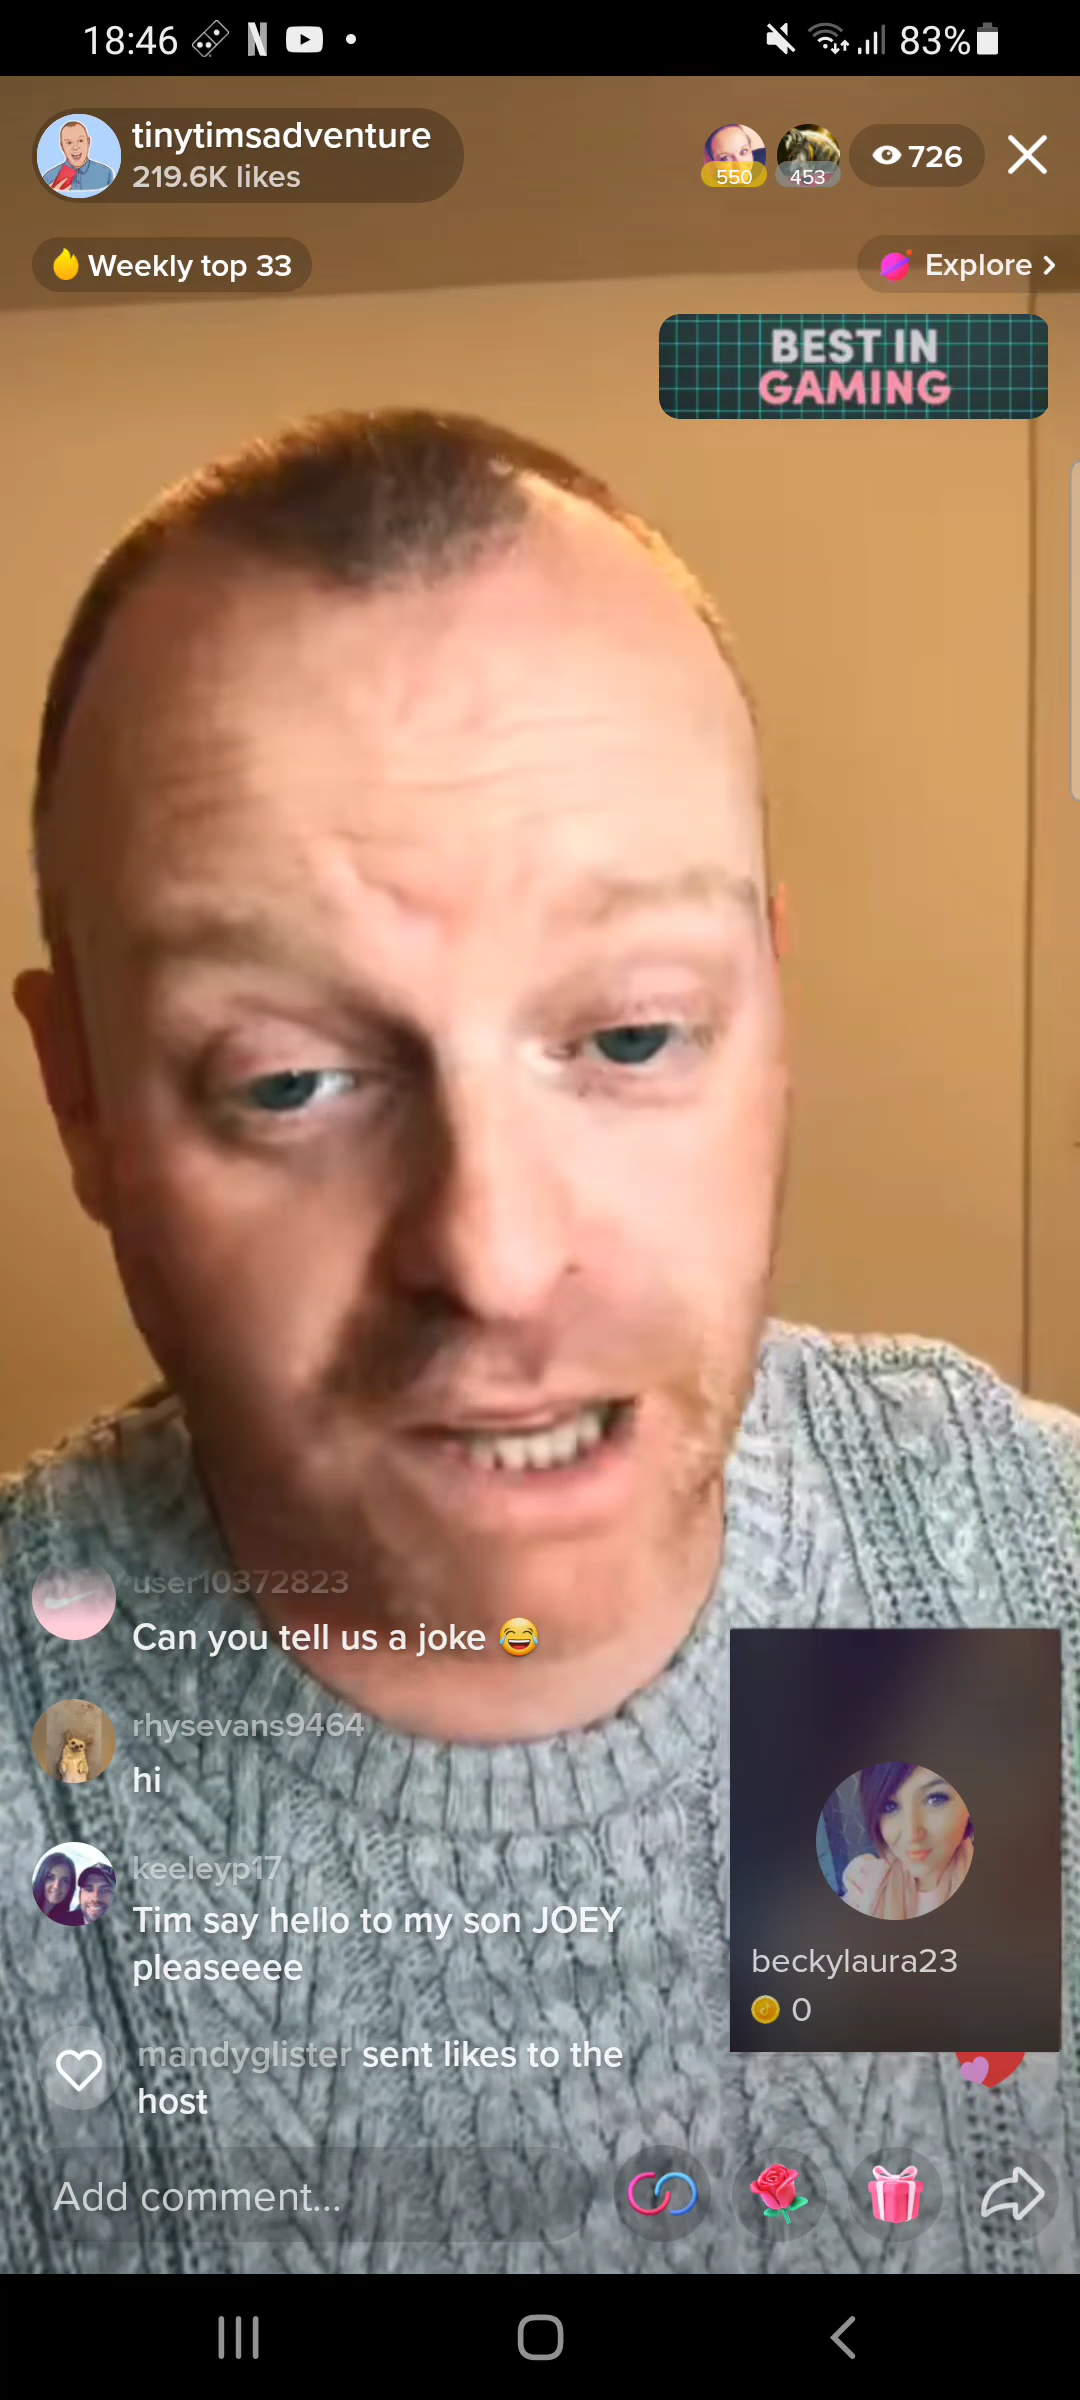 18:46
83%
tinytimsadventure
219.6K likes
550
453
726
Weekly top 33
Explore
BEST IN
GAMING
user10372823
Can you tell us a joke 😂
rhysevans9464
hi
keeleyp17
Tim say hello to my son JOEY
pleaseeee
mandyglister sent likes to the
host
beckylaura23
0
Add comment...